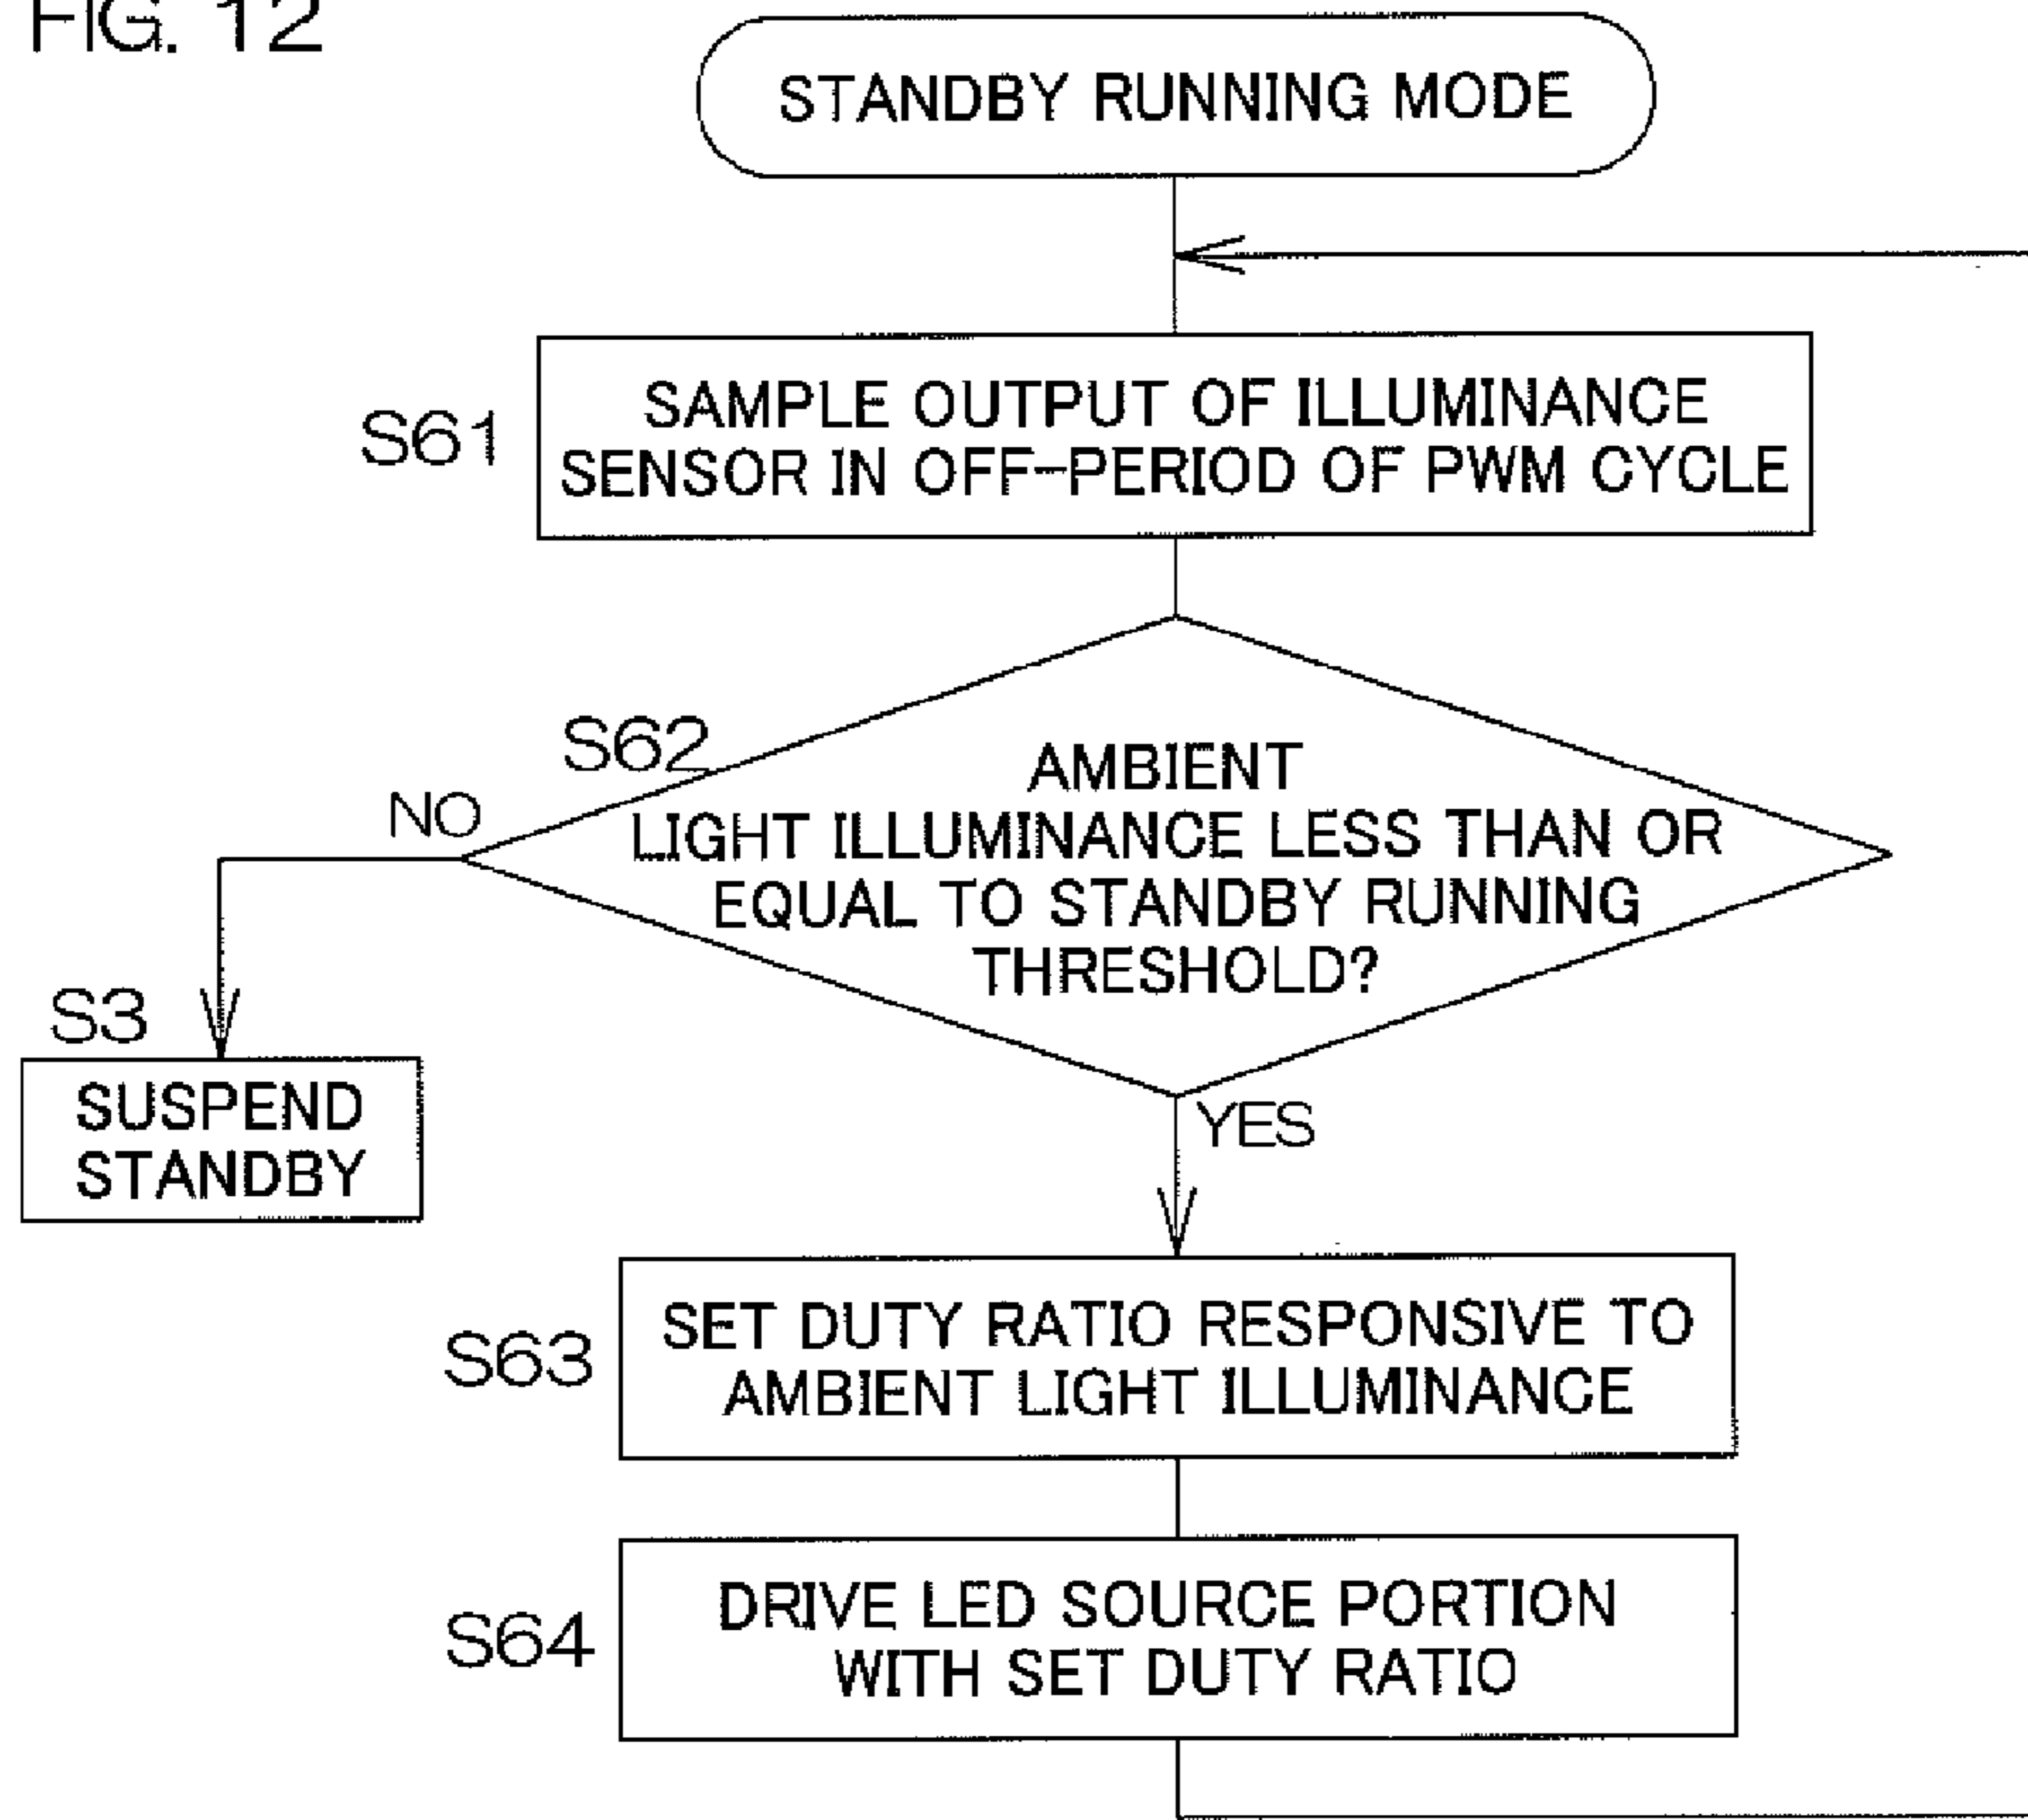 FIG. 12
STANDBY RUNNING MODE
S61
SAMPLE OUTPUT OF ILLUMINANCE
SENSOR IN OFF-PERIOD OF PWM CYCLE
S62
AMBIENT
LIGHT ILLUMINANCE LESS THAN OR
EQUAL TO STANDBY RUNNING
THRESHOLD?
NO
S3
SUSPEND
STANDBY
YES
S63
SET DUTY RATIO RESPONSIVE TO
AMBIENT LIGHT ILLUMINANCE
S64
DRIVE LED SOURCE PORTION
WITH SET DUTY RATIO